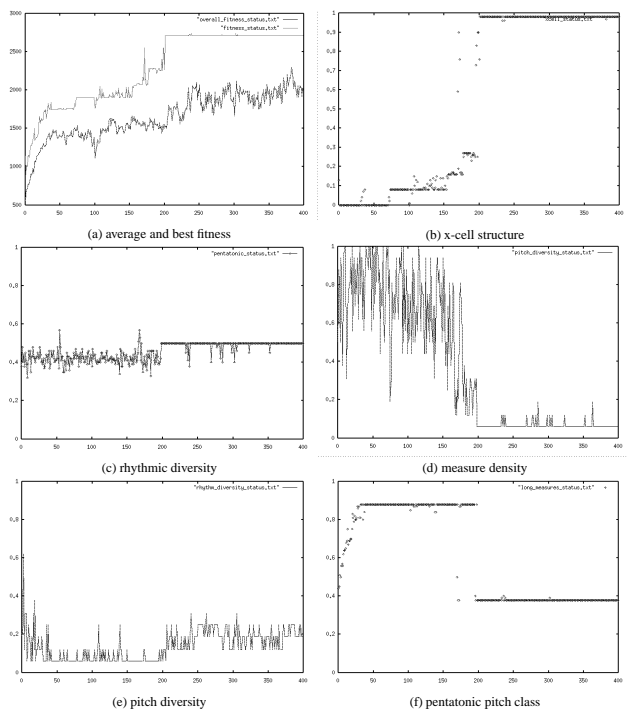 3000
2500
2000
1500
1000
500
0 50 100 150 200 250 300 350 400
"overall_fitness_status.txt"
"fitness_status.txt"
(a) average and best fitness
1
0,9
0,8
0,7
0,6
0,5
0,4
0,3
0,2
0,1
0
0 50 100 150 200 250 300 350 400
(b) x-cell structure
1
0,8
0,6
0,4
0,2
0
0 50 100 150 200 250 300 350 400
"pentatonic_status.txt"
(c) rhythmic diversity
1
0,8
0,6
0,4
0,2
0
0 50 100 150 200 250 300 350 400
"pitch_diversity_status.txt"
(d) measure density
1
0,8
0,6
0,4
0,2
0
0 50 100 150 200 250 300 350 400
"rhythm_diversity_status.txt"
(e) pitch diversity
1
0,8
0,6
0,4
0,2
0
0 50 100 150 200 250 300 350 400
"long_measures_status.txt"
(f) pentatonic pitch class